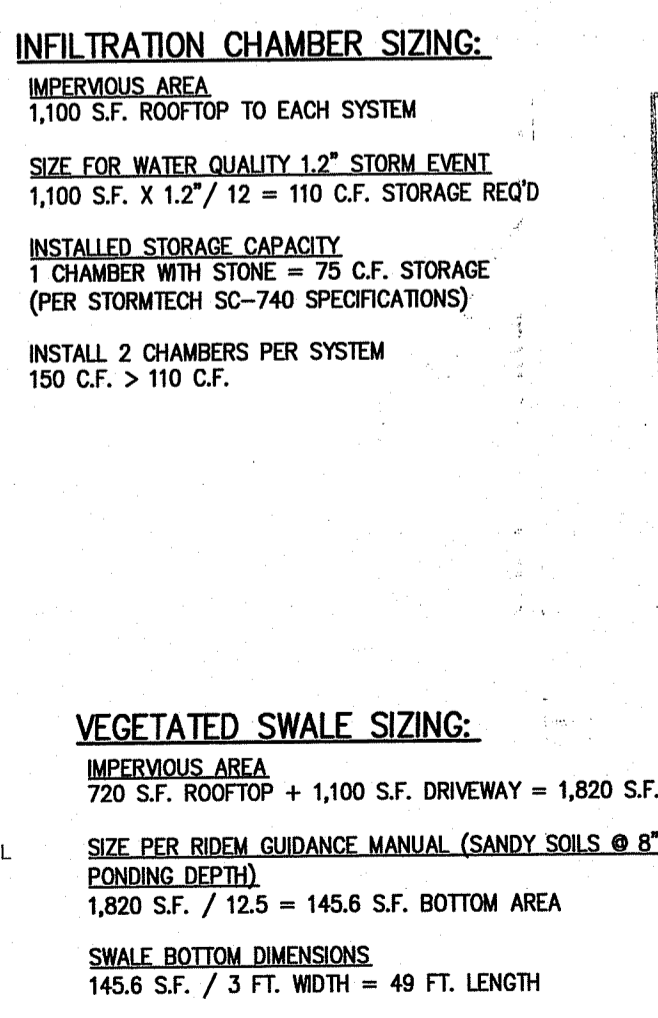 INFILTRATION CHAMBER SIZING:
IMPERVIOUS AREA
1,100 S.F. ROOFTOP TO EACH SYSTEM
SIZE FOR WATER QUALITY 1.2" STORM EVENT
1,100 S.F. X 1.2"/ 12 = 110 C.F. STORAGE REQ'D
INSTALLED STORAGE CAPACITY
1 CHAMBER WITH STONE = 75 C.F. STORAGE
(PER STORMTECH SC-740 SPECIFICATIONS)
INSTALL 2 CHAMBERS PER SYSTEM
150 C.F. > 110 C.F.
VEGETATED SWALE SIZING:
IMPERVIOUS AREA
720 S.F. ROOFTOP + 1,100 S.F. DRIVEWAY = 1,820 S.F.
L
SIZE PER RIDEM GUIDANCE MANUAL (SANDY SOILS @ 8"
PONDING DEPTH)
1,820 S.F. / 12.5 = 145.6 S.F. BOTTOM AREA
SWALE BOTTOM DIMENSIONS
145.6 S.F. / 3 FT. WIDTH = 49 FT. LENGTH